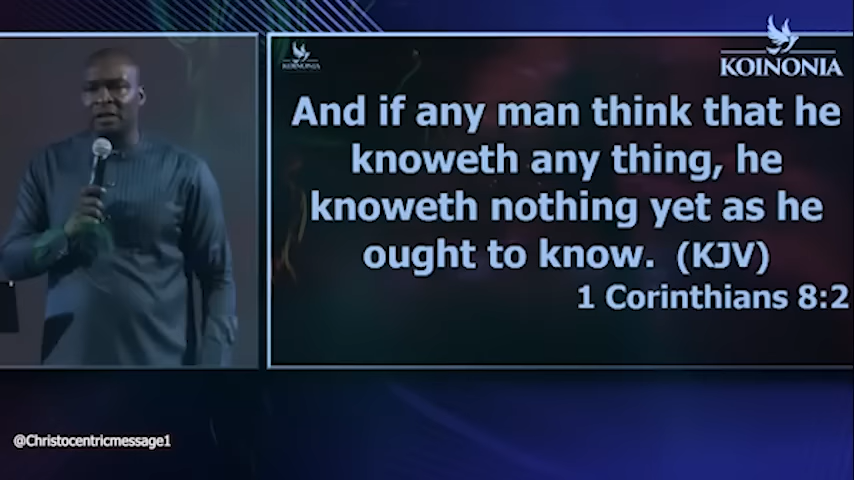 KOINONIA
KOINONIA
And if any man think that he
knoweth any thing, he
knoweth nothing yet as he
ought to know. (KJV)
1 Corinthians 8:2
@Christocentricmessage1